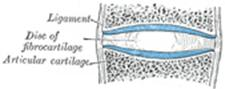 Ligament
Disc of
fibrocartilage
Articular cartilage